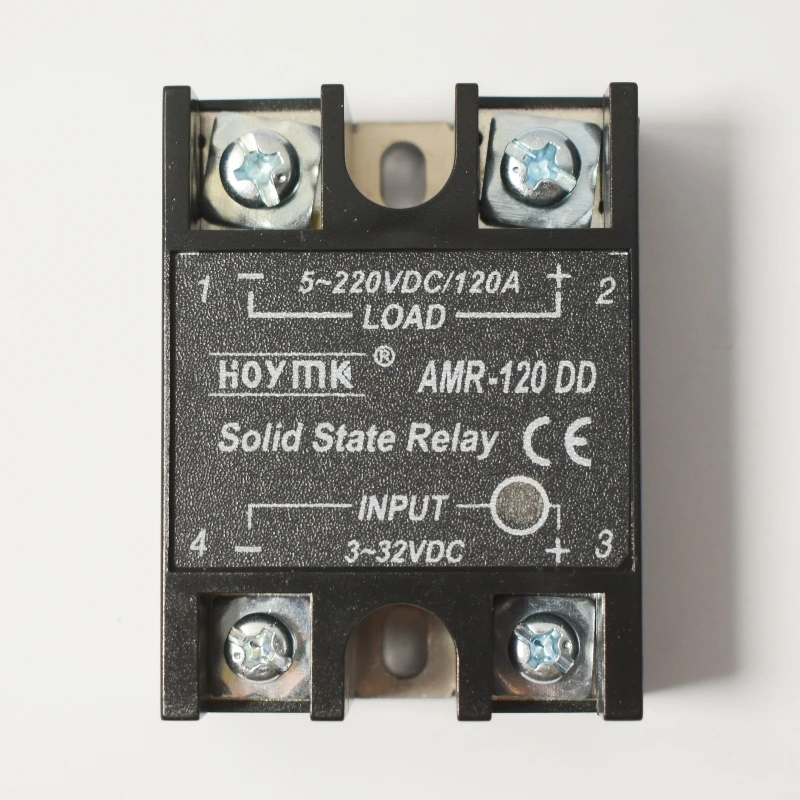 1 − 5~220VDC/120A + 2
LOAD
HOYMK ® AMR-120 DD
Solid State Relay CE
INPUT
4 − 3~32VDC + 3